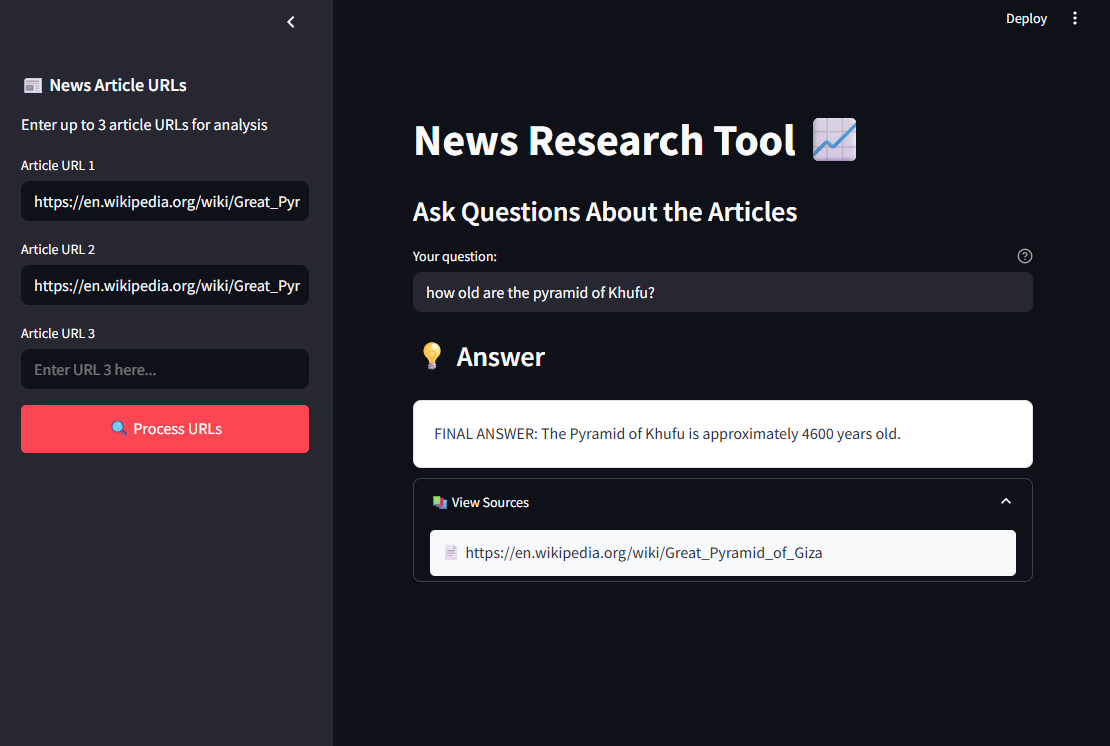 Deploy
News Article URLs
Enter up to 3 article URLs for analysis
Article URL 1
https://en.wikipedia.org/wiki/Great_Pyr
Article URL 2
https://en.wikipedia.org/wiki/Great_Pyr
Article URL 3
Enter URL 3 here...
Process URLs
News Research Tool
Ask Questions About the Articles
Your question:
how old are the pyramid of Khufu?
Answer
FINAL ANSWER: The Pyramid of Khufu is approximately 4600 years old.
View Sources
https://en.wikipedia.org/wiki/Great_Pyramid_of_Giza